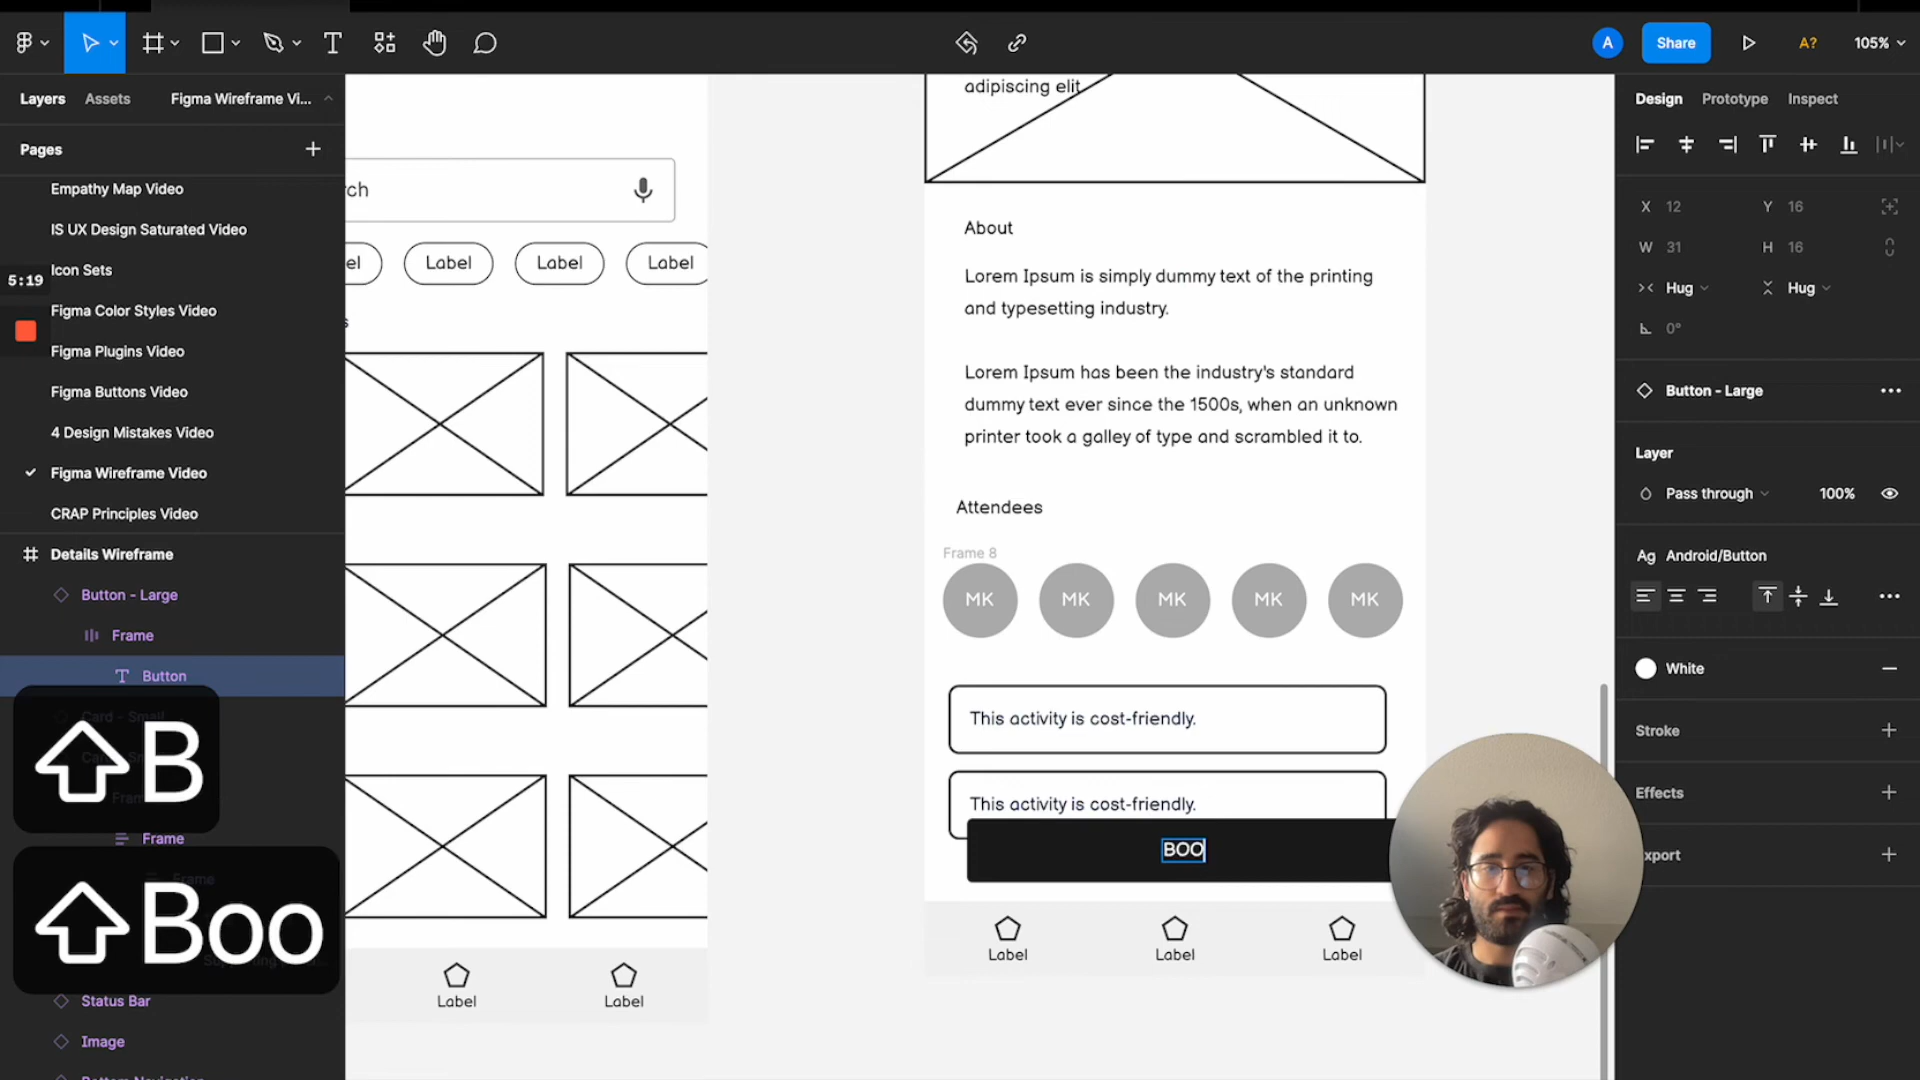 Share
A
A?
105%
Layers
Assets
Figma Wireframe Vi...
Pages
Empathy Map Video
IS UX Design Saturated Video
5:19
Icon Sets
Figma Color Styles Video
Figma Plugins Video
Figma Buttons Video
4 Design Mistakes Video
Figma Wireframe Video
CRAP Principles Video
Details Wireframe
Button - Large
Frame
Button
Card - Small
B
Frame
Frame
Boo
Status Bar
Image
Bottom Navigation
rch
el
Label
Label
Label
s
Label
Label
adipiscing elit
About
Lorem Ipsum is simply dummy text of the printing
and typesetting industry.
Lorem Ipsum has been the industry's standard
dummy text ever since the 1500s, when an unknown
printer took a galley of type and scrambled it to.
Attendees
Frame 8
MK
MK
MK
MK
MK
This activity is cost-friendly.
This activity is cost-friendly.
BOO
Label
Label
Label
Design
Prototype
Inspect
X 12
Y 16
W 31
H 16
Hug
Hug
0°
Button - Large
Layer
Pass through
100%
Ag Android/Button
White
Stroke
Effects
xport